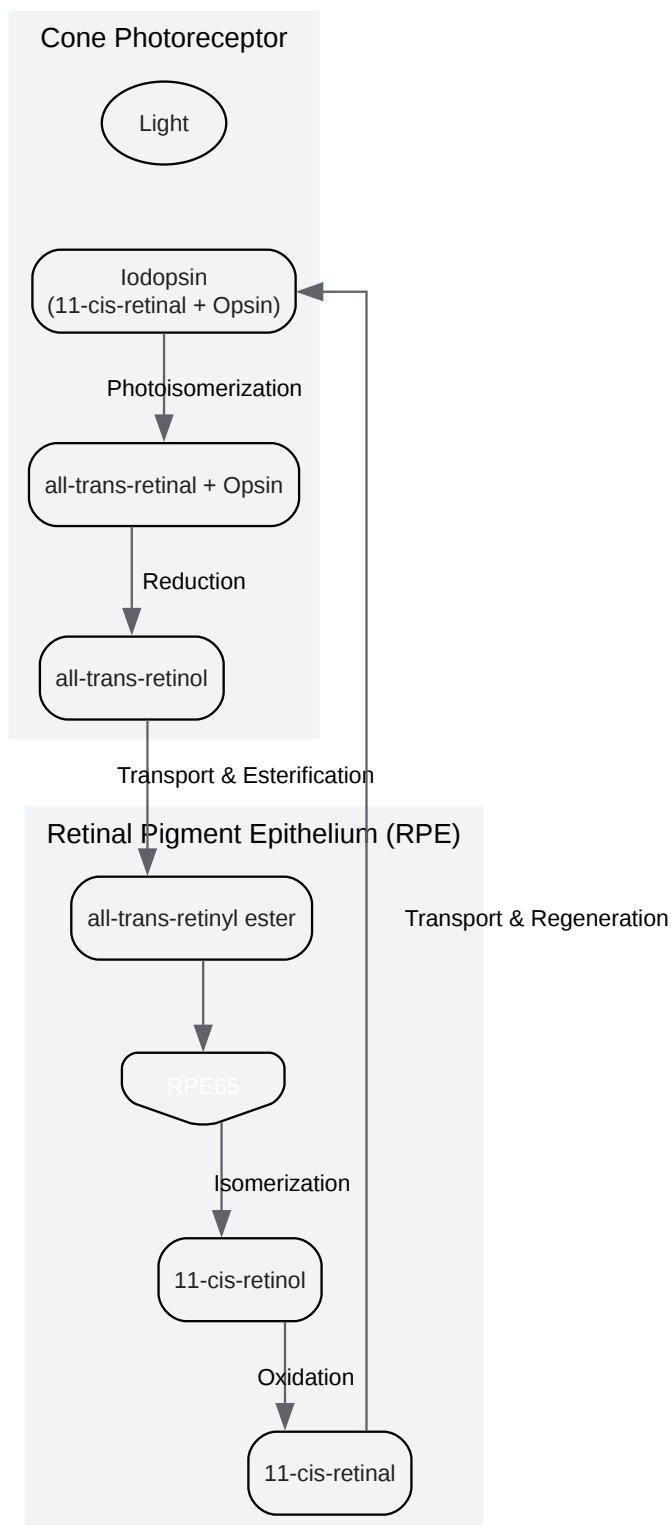 Cone Photoreceptor
Light
Iodopsin
(11-cis-retinal + Opsin)
Photoisomerization
all-trans-retinal + Opsin
Reduction
all-trans-retinol
Transport & Esterification
Retinal Pigment Epithelium (RPE)
all-trans-retinyl ester
Transport & Regeneration
RPE65
Isomerization
11-cis-retinol
Oxidation
11-cis-retinal